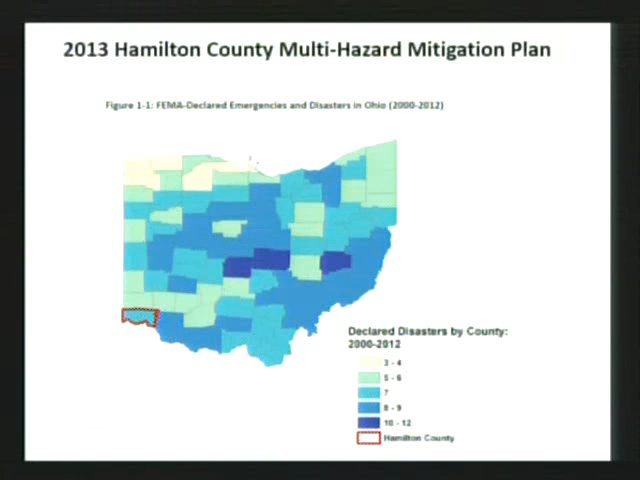 2013 Hamilton County Multi-Hazard Mitigation Plan
Figure 1-1: FEMA-Declared Emergencies and Disasters in Ohio (2000-2012)
Declared Disasters by County:
2000-2012
3 - 4
5 - 6
7
8 - 9
10 - 12
Hamilton County